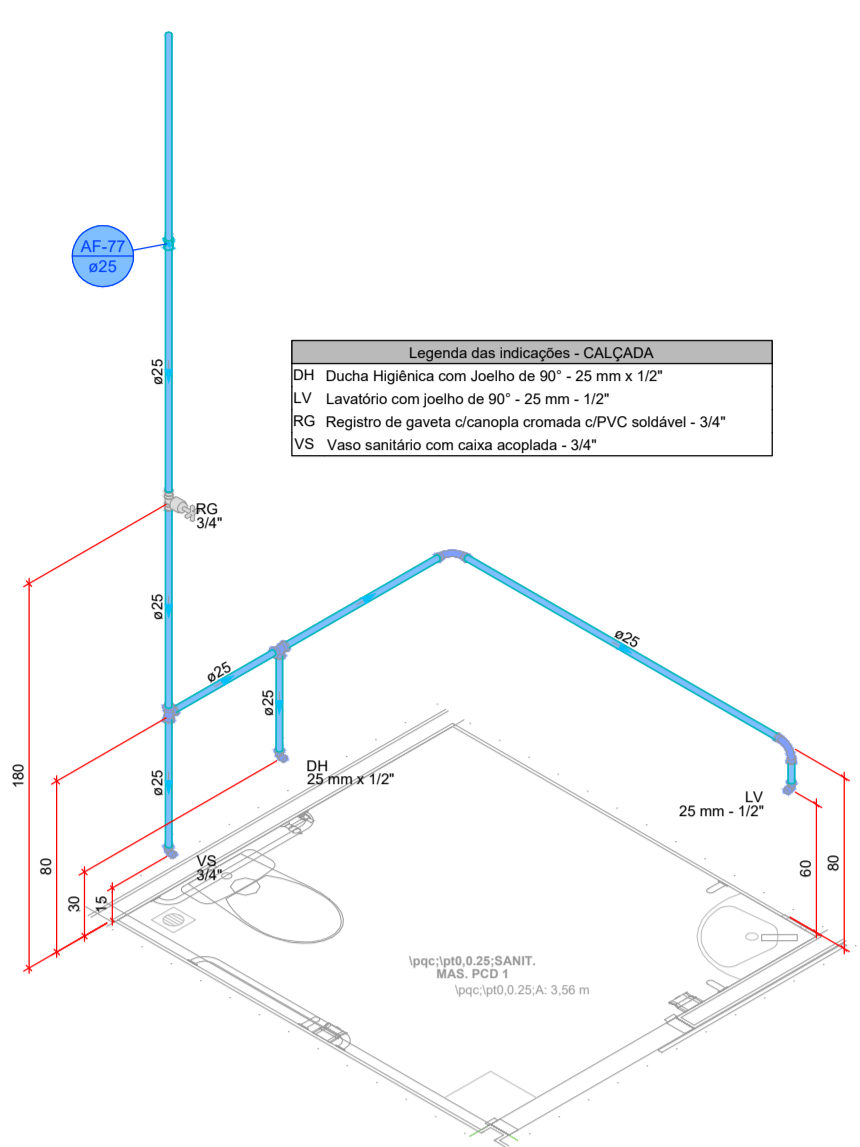 AF-77
ø25
ø25
Legenda das indicações - CALÇADA
DH Ducha Higiênica com Joelho de 90° - 25 mm x 1/2"
LV Lavatório com joelho de 90° - 25 mm - 1/2"
RG Registro de gaveta c/canopla cromada c/PVC soldável - 3/4"
VS Vaso sanitário com caixa acoplada - 3/4"
RG
3/4"
ø25
ø25
ø25
ø25
ø25
DH
25 mm x 1/2"
LV
25 mm - 1/2"
VS
3/4"
180
80
30
15
60
80
\pqc;\pt0,0.25;SANIT.
MAS. PCD 1
\pqc;\pt0,0.25;A: 3,56 m